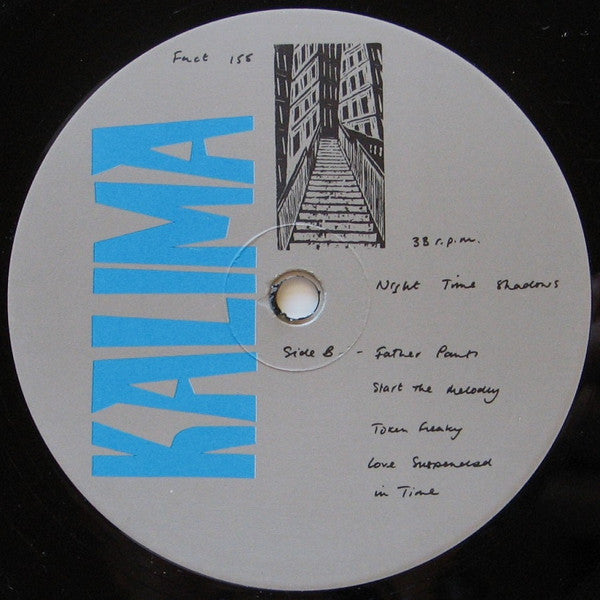 Fact 155
KALIMA
33 r.p.m.
Night Time Shadows
Side B - Father Pants
Start The Melody
Token Freaky
Love Suspended
in Time